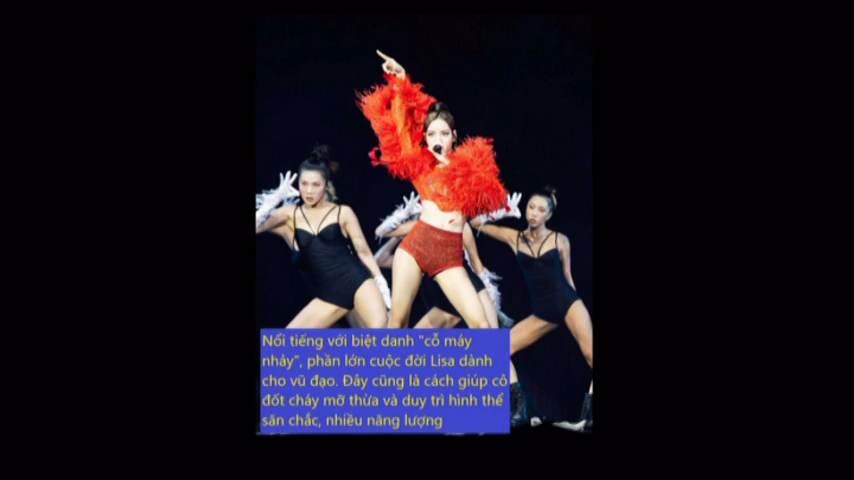 Nổi tiếng với biệt danh "cỗ máy
nhảy", phần lớn cuộc đời Lisa dành
cho vũ đạo. Đây cũng là cách giúp cô
đốt cháy mỡ thừa và duy trì hình thể
săn chắc, nhiều năng lượng